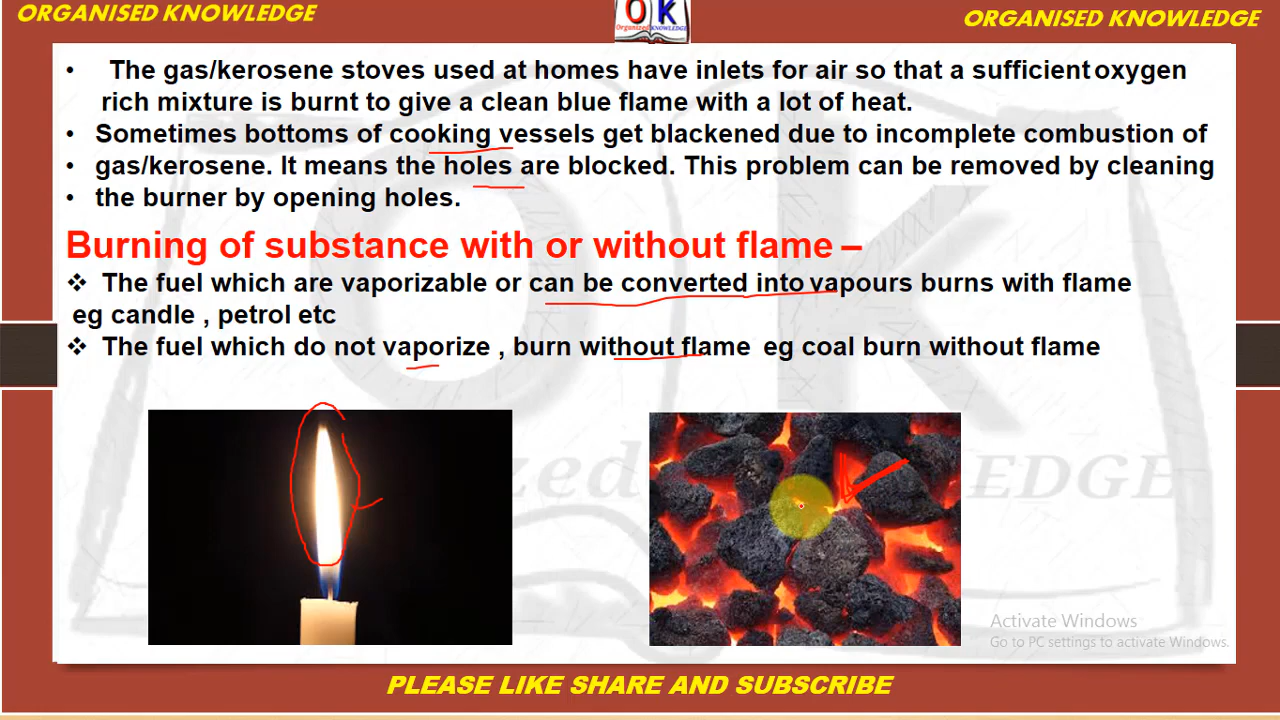 ORGANISED KNOWLEDGE
OK
Organized KNOWLEDGE
ORGANISED KNOWLEDGE
• The gas/kerosene stoves used at homes have inlets for air so that a sufficient oxygen
rich mixture is burnt to give a clean blue flame with a lot of heat.
• Sometimes bottoms of cooking vessels get blackened due to incomplete combustion of
• gas/kerosene. It means the holes are blocked. This problem can be removed by cleaning
• the burner by opening holes.
Burning of substance with or without flame –
❖ The fuel which are vaporizable or can be converted into vapours burns with flame
eg candle , petrol etc
❖ The fuel which do not vaporize , burn without flame eg coal burn without flame
Activate Windows
Go to PC settings to activate Windows.
PLEASE LIKE SHARE AND SUBSCRIBE